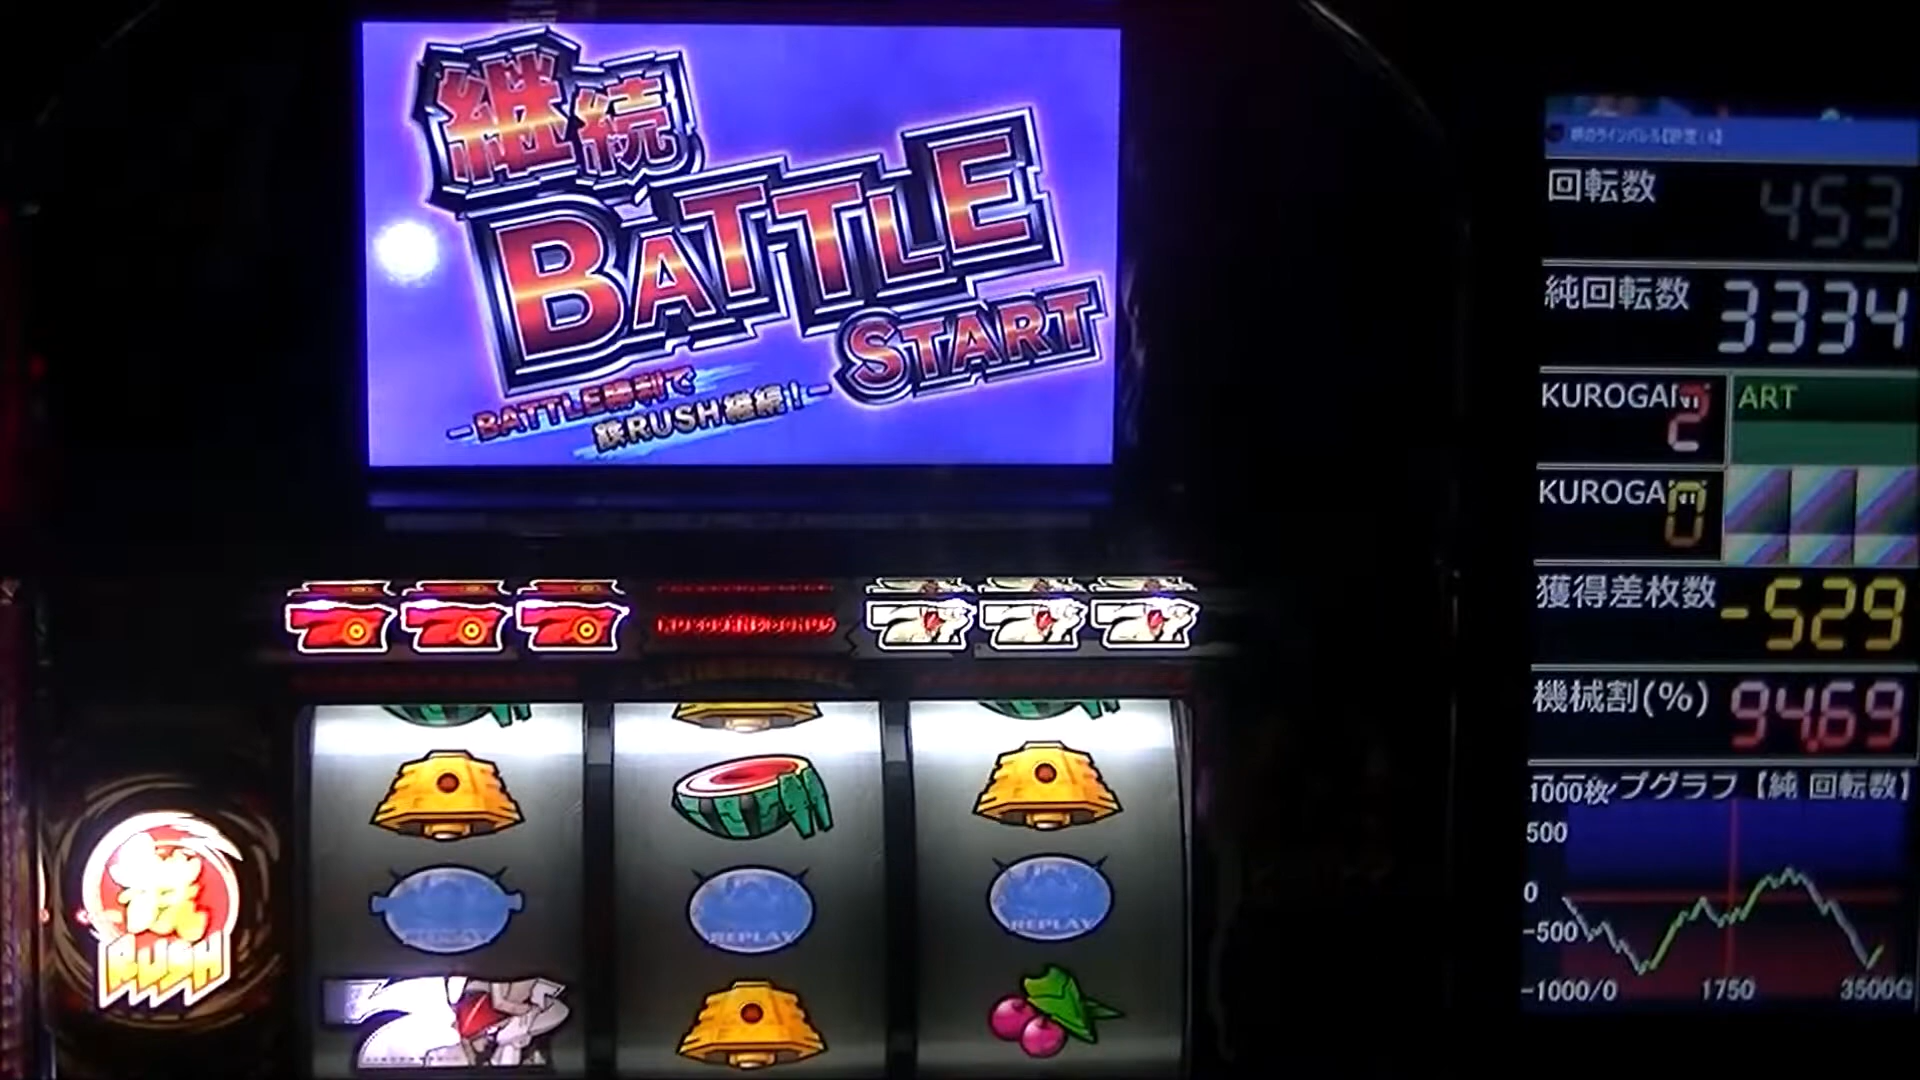 継続
BATTLE
START
-BATTLE勝利で
鉄RUSH継続!-
RUSH
REPLAY
REPLAY
回転数 453
純回転数 3334
KUROGA 2
ART
KUROGA 0
獲得差枚数 -529
機械割(%) 94.69
1000枚 プグラフ【純 回転数】
500
0
-500
-1000/0 1750 3500G